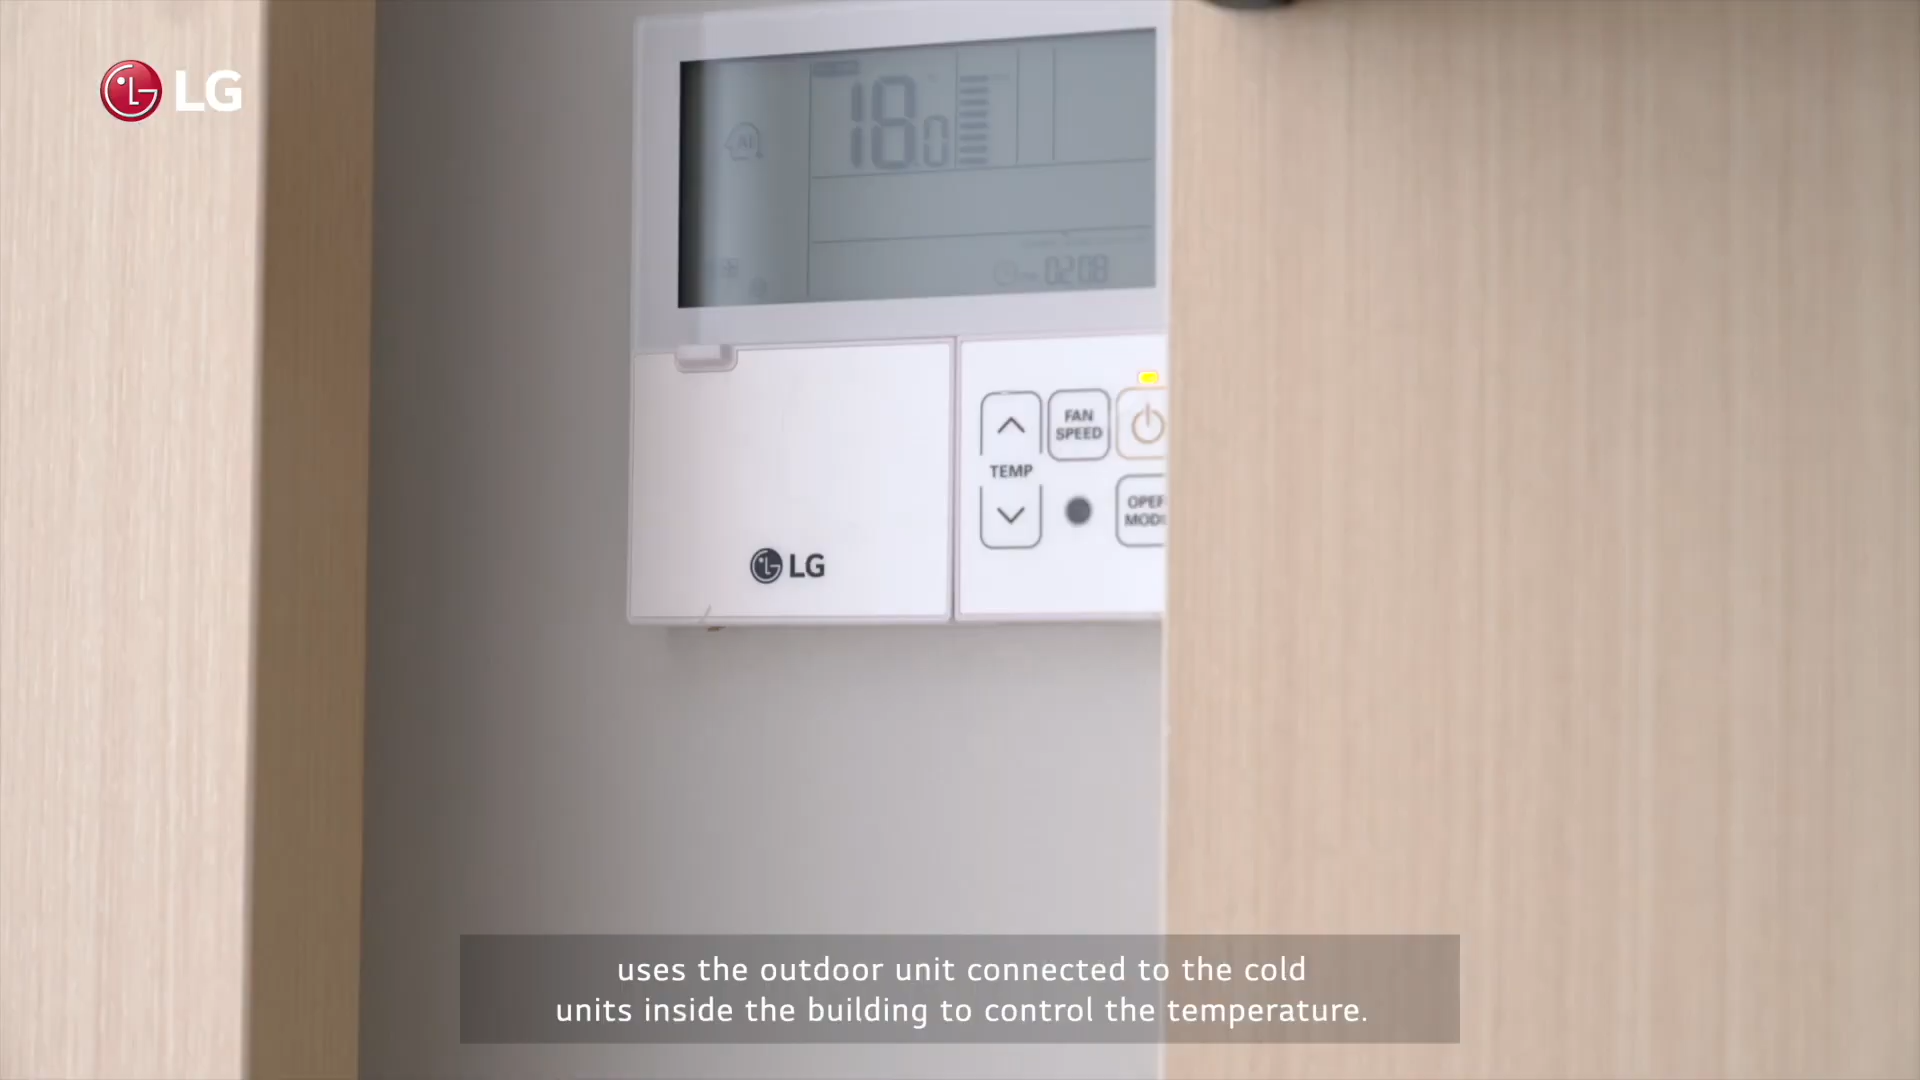 LG
AI
18.0
02:08
FAN
SPEED
TEMP
LG
uses the outdoor unit connected to the cold
units inside the building to control the temperature.